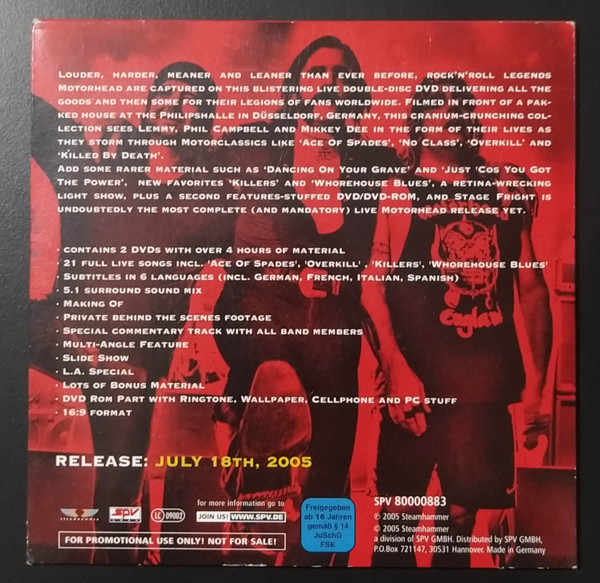 Louder, harder, meaner and leaner than ever before, rock'n'roll legends
Motorhead are captured on this blistering live double-disc DVD delivering all the
goods and then some for their legions of fans worldwide. Filmed in front of a pak-
ked house at the Philipshalle in Düsseldorf, Germany, this cranium-crunching col-
lection sees Lemmy, Phil Campbell and Mikkey Dee in the form of their lives as
they storm through Motorclassics like 'Ace Of Spades', 'No Class', 'Overkill' and
'Killed By Death'.
Add some rarer material such as 'Dancing On Your Grave' and 'Just 'Cos You Got
The Power', new favorites 'Killers' and 'Whorehouse Blues', a retina-wrecking
light show, plus a second features-stuffed DVD/DVD-ROM, and Stage Fright is
undoubtedly the most complete (and mandatory) live Motorhead release yet.
· contains 2 DVDs with over 4 hours of material
· 21 full live songs incl. 'Ace Of Spades', 'Overkill' , 'Killers', 'Whorehouse Blues'
· Subtitles in 6 languages (incl. German, French, Italian, Spanish)
· 5.1 surround sound mix
· Making Of
· Private behind the scenes footage
· Special commentary track with all band members
· Multi-Angle Feature
· Slide Show
· L.A. Special
· Lots of Bonus Material
· DVD Rom Part with Ringtone, Wallpaper, Cellphone and PC stuff
· 16:9 format
England
RELEASE: JULY 18TH, 2005
STEAMHAMMER
SPV
LC 09002
for more information go to
JOIN US! WWW.SPV.DE
FOR PROMOTIONAL USE ONLY! NOT FOR SALE!
Freigegeben
ab 16 Jahren
gemäß § 14
JuSchG
FSK
SPV 80000883
℗ 2005 Steamhammer
© 2005 Steamhammer
a division of SPV GMBH. Distributed by SPV GMBH,
P.O.Box 721147, 30531 Hannover. Made in Germany